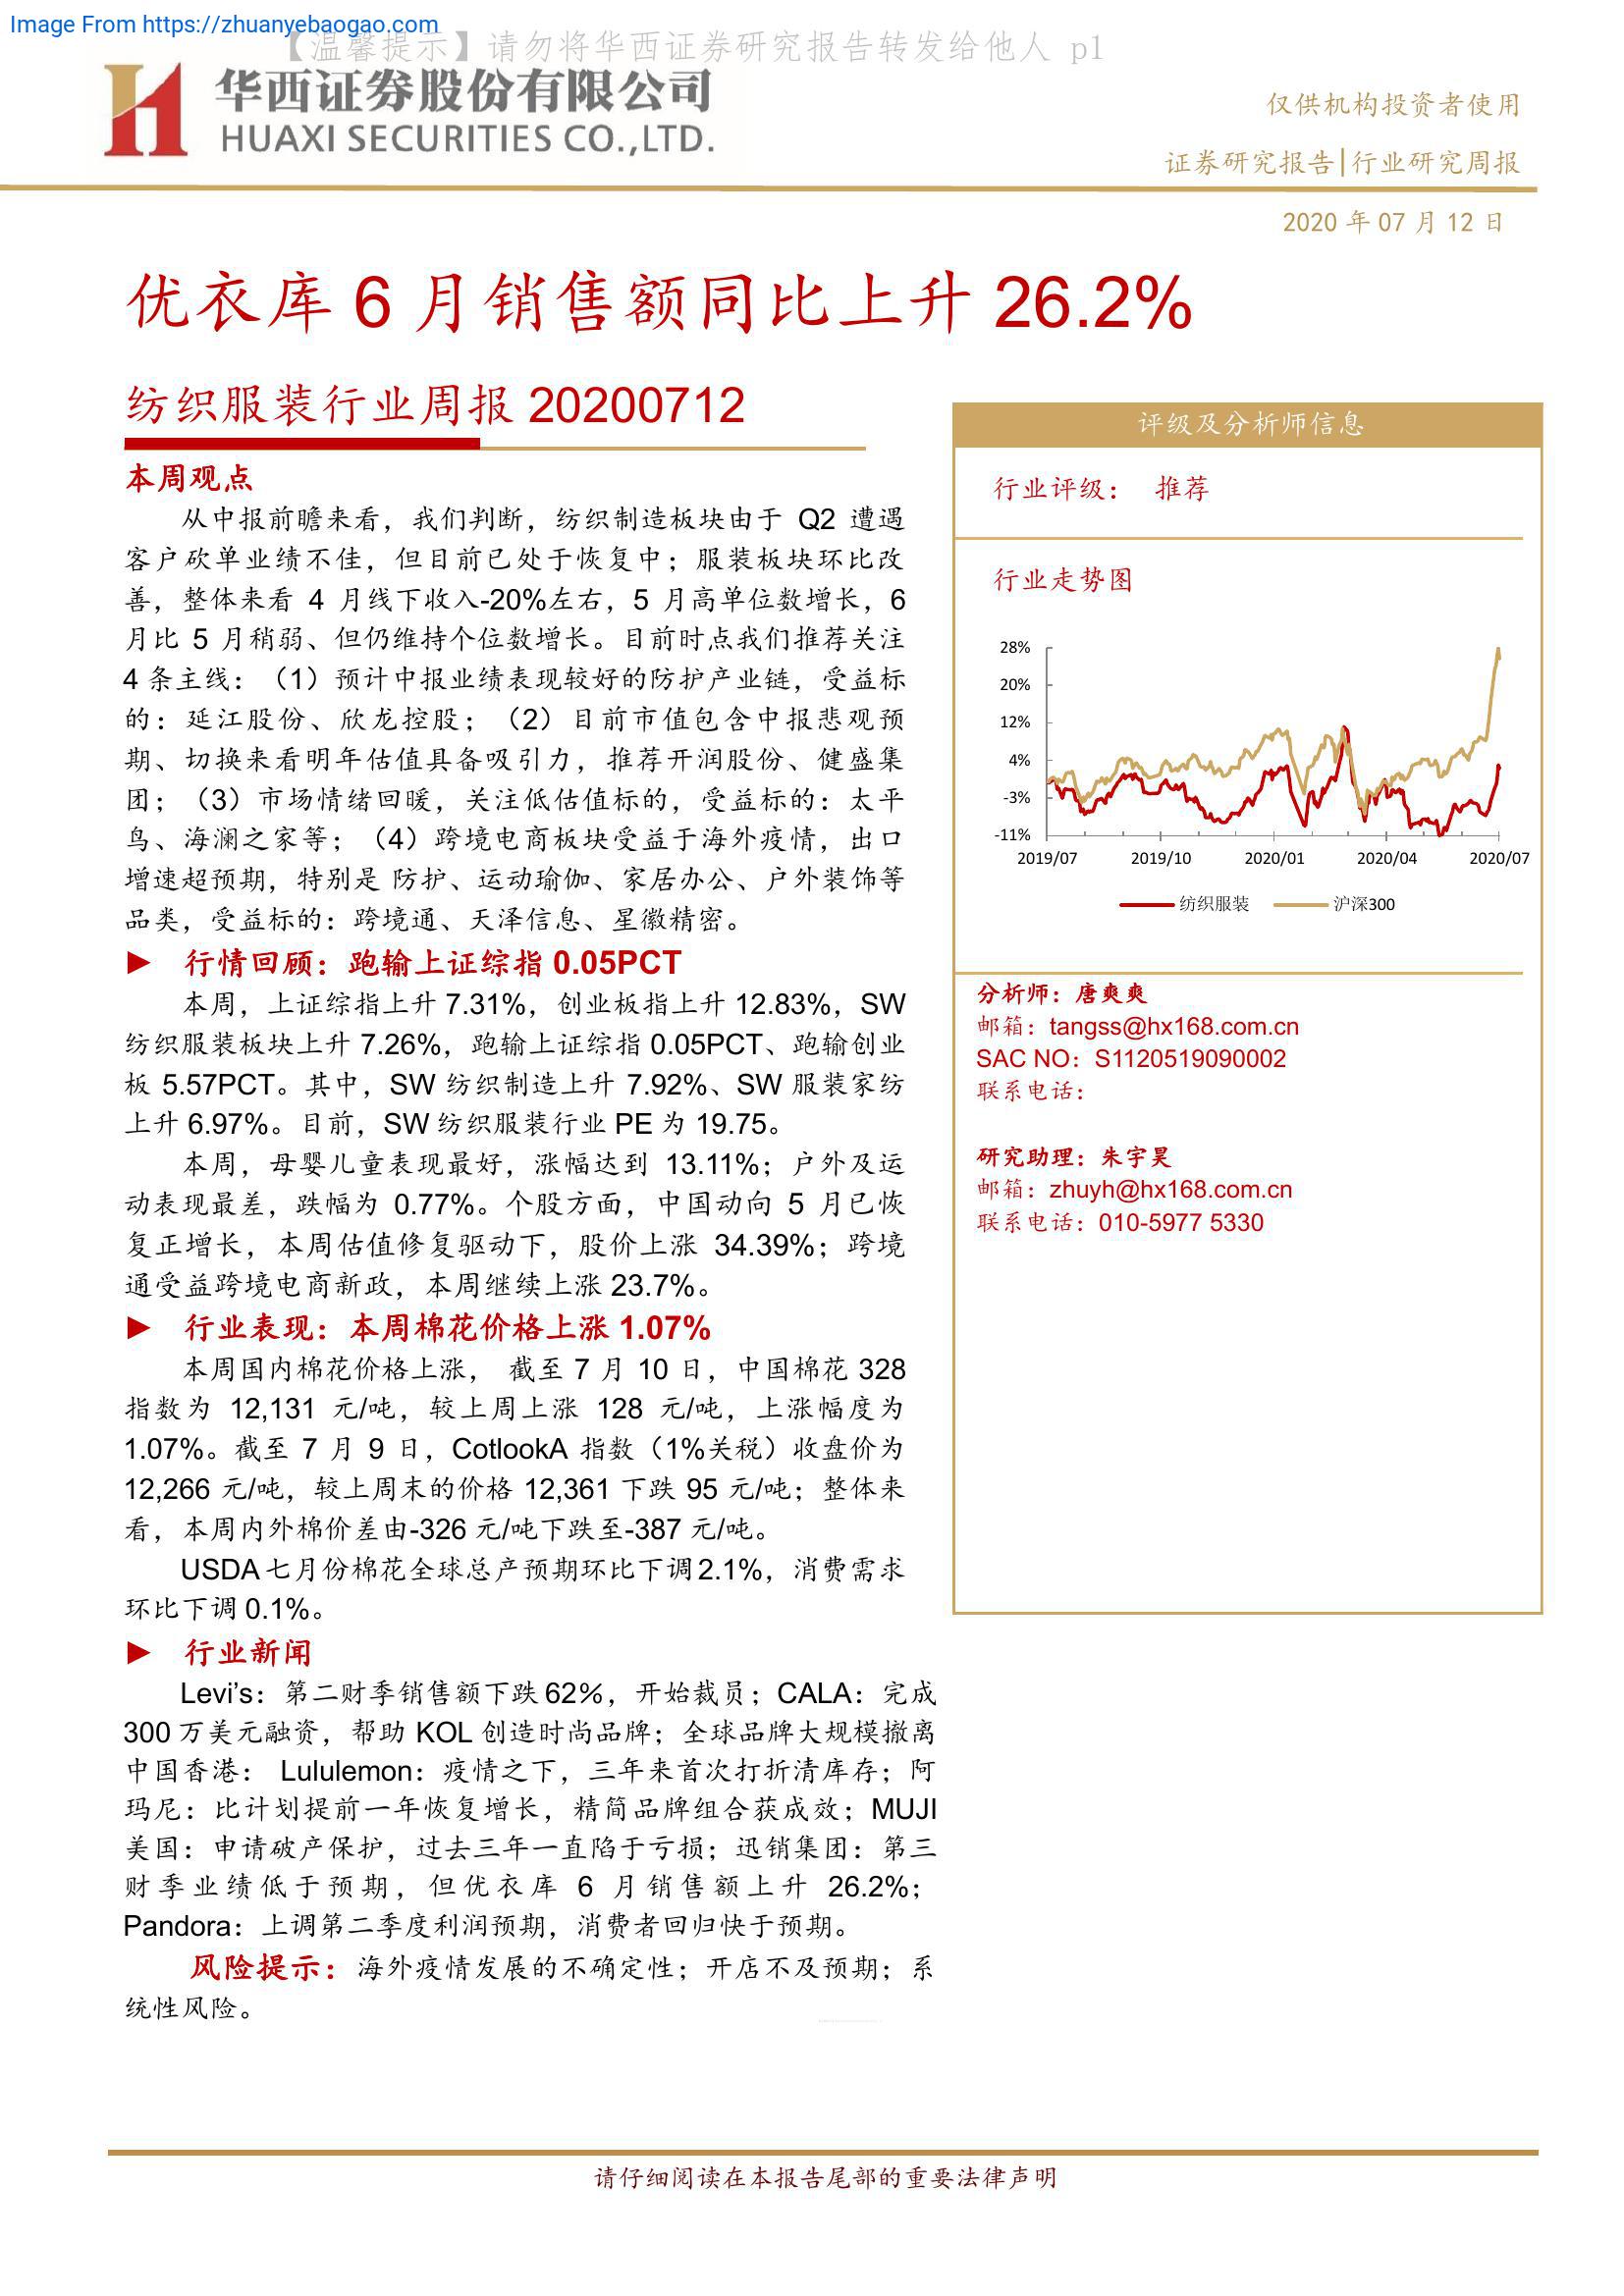 Image From https://zhuanyebaogao.com
【温馨提示】请勿将华西证券研究报告转发给他人 p1
华西证券股份有限公司
HUAXI SECURITIES CO.,LTD.
仅供机构投资者使用
证券研究报告|行业研究周报
2020 年 07 月 12 日
优衣库 6 月销售额同比上升 26.2%
纺织服装行业周报 20200712
本周观点
从中报前瞻来看，我们判断，纺织制造板块由于 Q2 遭遇
客户砍单业绩不佳，但目前已处于恢复中；服装板块环比改
善，整体来看 4 月线下收入-20%左右，5 月高单位数增长，6
月比 5 月稍弱、但仍维持个位数增长。目前时点我们推荐关注
4 条主线：（1）预计中报业绩表现较好的防护产业链，受益标
的：延江股份、欣龙控股；（2）目前市值包含中报悲观预
期、切换来看明年估值具备吸引力，推荐开润股份、健盛集
团；（3）市场情绪回暖，关注低估值标的，受益标的：太平
鸟、海澜之家等；（4）跨境电商板块受益于海外疫情，出口
增速超预期，特别是 防护、运动瑜伽、家居办公、户外装饰等
品类，受益标的：跨境通、天泽信息、星徽精密。
► 行情回顾：跑输上证综指 0.05PCT
本周，上证综指上升 7.31%，创业板指上升 12.83%，SW
纺织服装板块上升 7.26%，跑输上证综指 0.05PCT、跑输创业
板 5.57PCT。其中，SW 纺织制造上升 7.92%、SW 服装家纺
上升 6.97%。目前，SW 纺织服装行业 PE 为 19.75。
本周，母婴儿童表现最好，涨幅达到 13.11%；户外及运
动表现最差，跌幅为 0.77%。个股方面，中国动向 5 月已恢
复正增长，本周估值修复驱动下，股价上涨 34.39%；跨境
通受益跨境电商新政，本周继续上涨 23.7%。
► 行业表现：本周棉花价格上涨 1.07%
本周国内棉花价格上涨， 截至 7 月 10 日，中国棉花 328
指数为 12,131 元/吨，较上周上涨 128 元/吨，上涨幅度为
1.07%。截至 7 月 9 日，CotlookA 指数（1%关税）收盘价为
12,266 元/吨，较上周末的价格 12,361 下跌 95 元/吨；整体来
看，本周内外棉价差由-326 元/吨下跌至-387 元/吨。
USDA 七月份棉花全球总产预期环比下调 2.1%，消费需求
环比下调 0.1%。
► 行业新闻
Levi's：第二财季销售额下跌 62%，开始裁员；CALA：完成
300 万美元融资，帮助 KOL 创造时尚品牌；全球品牌大规模撤离
中国香港： Lululemon：疫情之下，三年来首次打折清库存；阿
玛尼：比计划提前一年恢复增长，精简品牌组合获成效；MUJI
美国：申请破产保护，过去三年一直陷于亏损；迅销集团：第三
财季业绩低于预期，但优衣库 6 月销售额上升 26.2%；
Pandora：上调第二季度利润预期，消费者回归快于预期。
风险提示：海外疫情发展的不确定性；开店不及预期；系
统性风险。
评级及分析师信息
行业评级： 推荐
行业走势图
28%
20%
12%
4%
-3%
-11%
2019/07 2019/10 2020/01 2020/04 2020/07
纺织服装 沪深300
分析师：唐爽爽
邮箱：tangss@hx168.com.cn
SAC NO：S1120519090002
联系电话：
研究助理：朱宇昊
邮箱：zhuyh@hx168.com.cn
联系电话：010-5977 5330
请仔细阅读在本报告尾部的重要法律声明